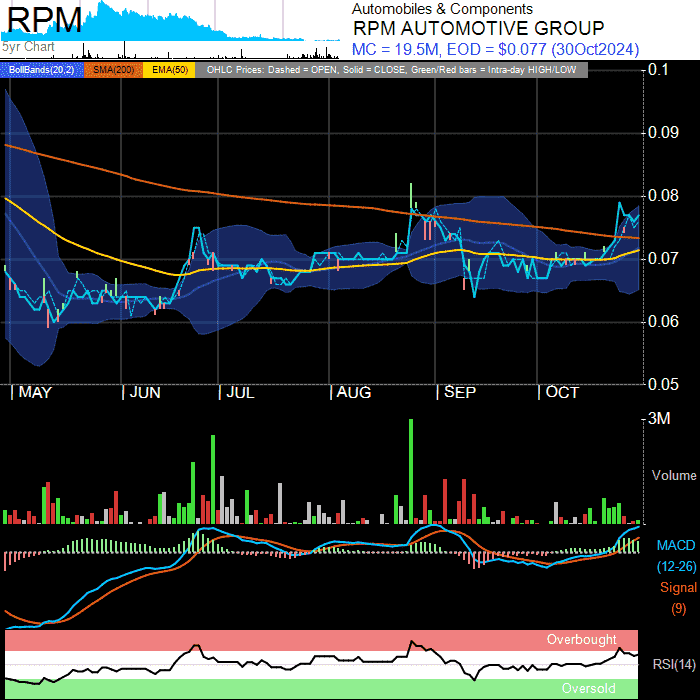 RPM
5yr Chart
Automobiles & Components
RPM AUTOMOTIVE GROUP
MC = 19.5M, EOD = $0.077 (30Oct2024)
BollBands(20,2) SMA(200) EMA(50) OHLC Prices: Dashed = OPEN, Solid = CLOSE, Green/Red bars = Intra-day HIGH/LOW
0.1
0.09
0.08
0.07
0.06
0.05
MAY JUN JUL AUG SEP OCT
3M
Volume
MACD
(12-26)
Signal
(9)
Overbought
RSI(14)
Oversold